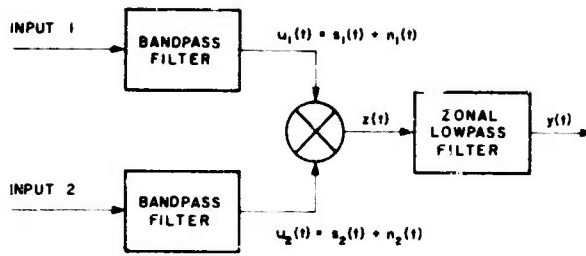 INPUT 1
BANDPASS
FILTER
u₁(t) = s₁(t) + n₁(t)
z(t)
ZONAL
LOWPASS
FILTER
y(t)
INPUT 2
BANDPASS
FILTER
u₂(t) = s₂(t) + n₂(t)